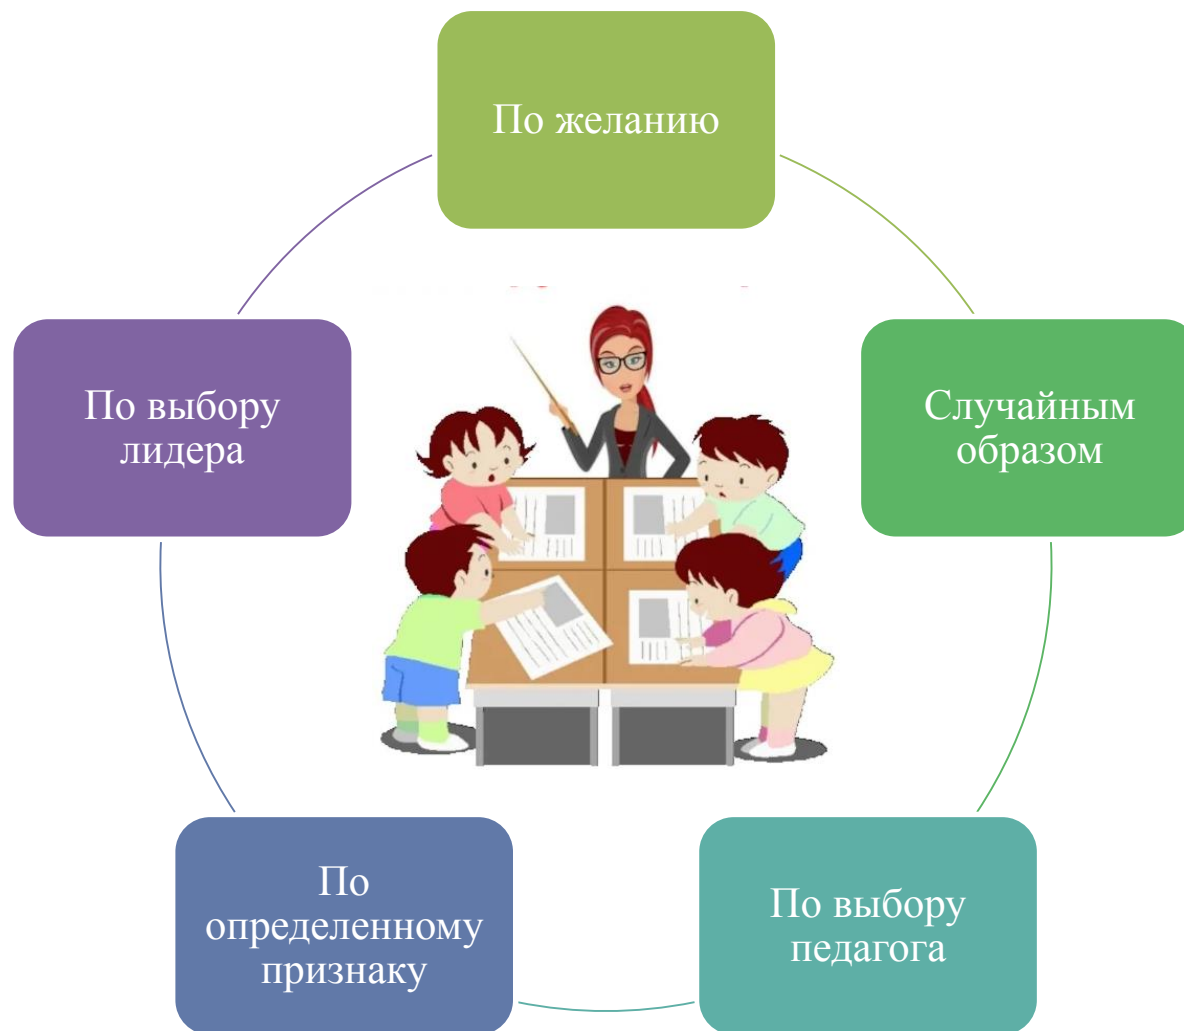 По желанию
Случайным
образом
По выбору
педагога
По
определенному
признаку
По выбору
лидера